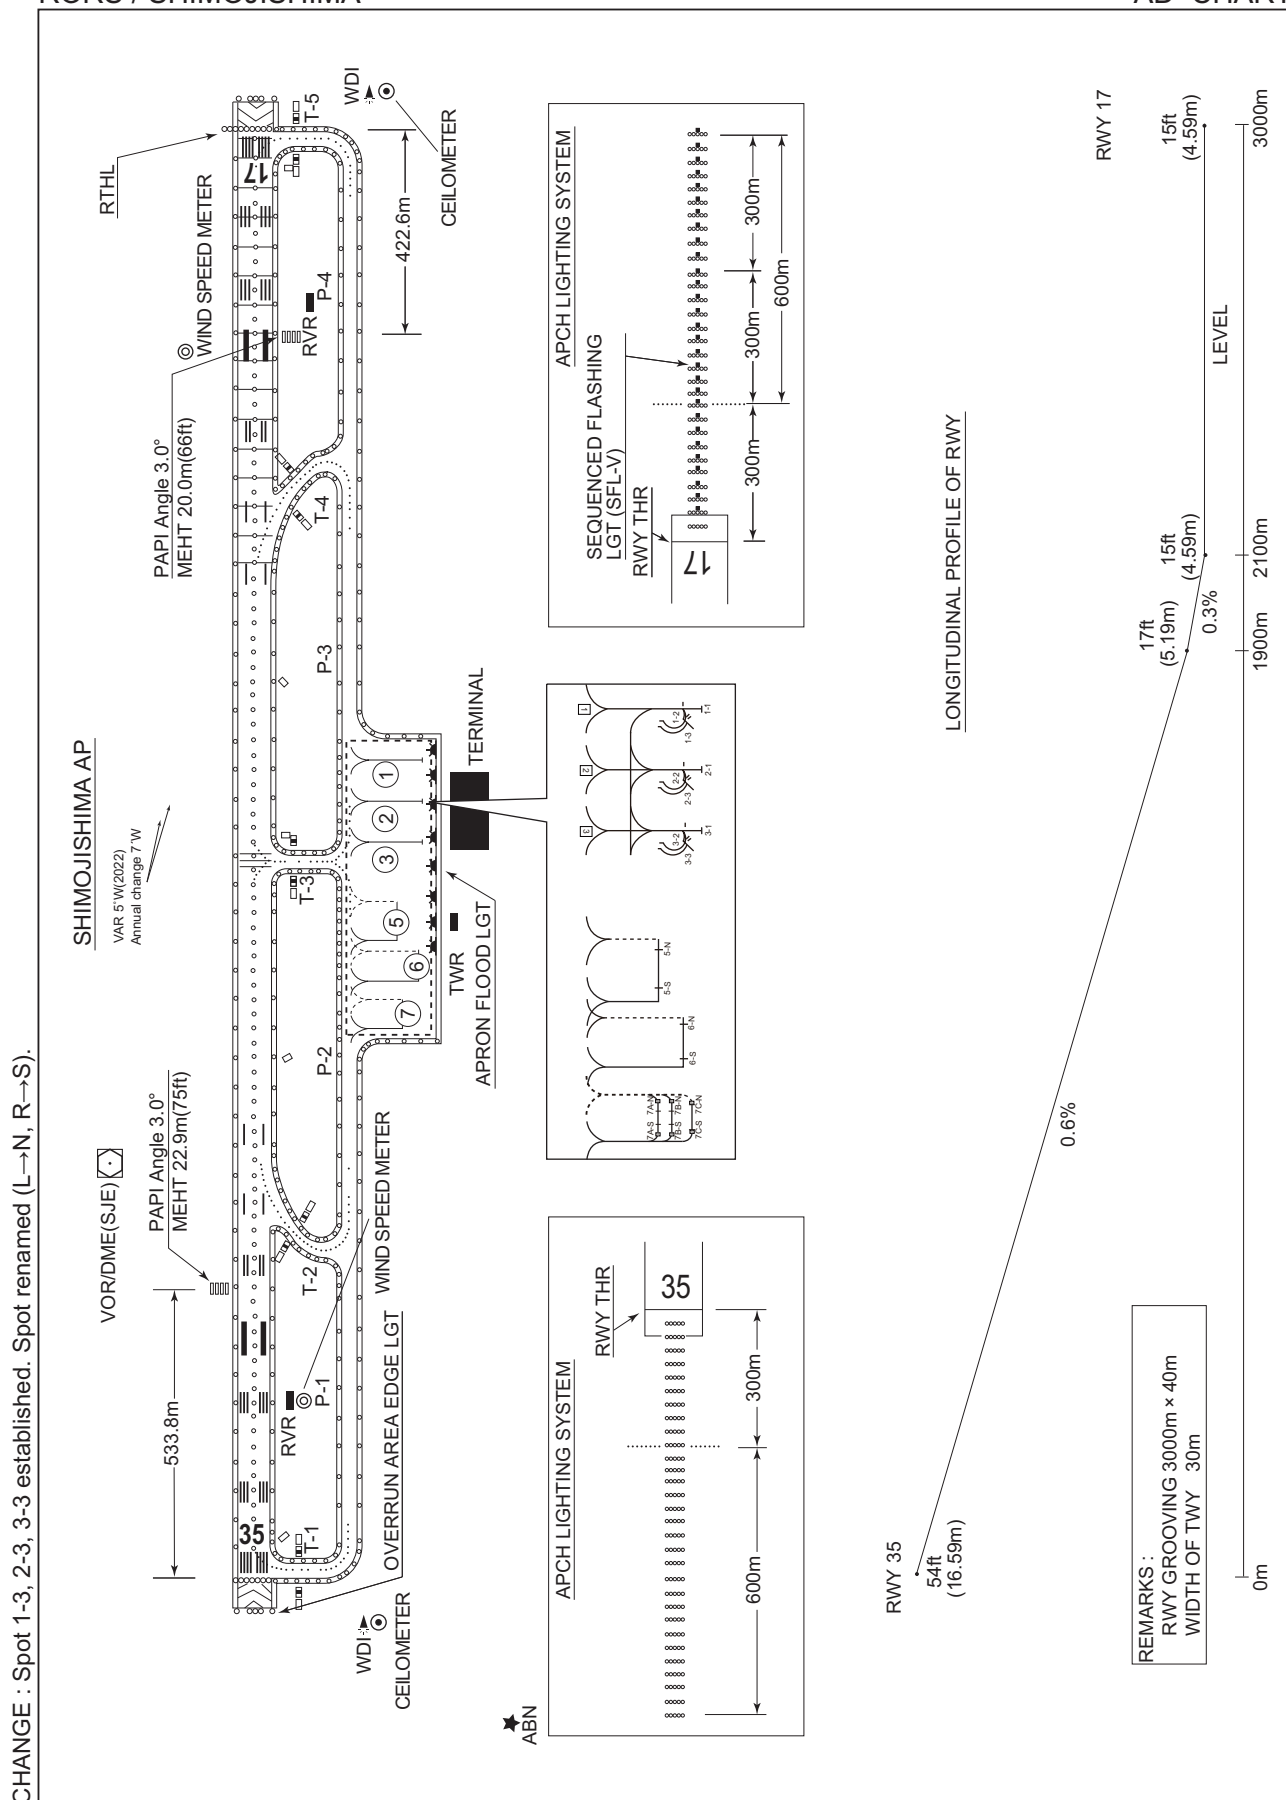 RORS / SHIMOJISHIMA
AD CHART
CHANGE : Spot 1-3, 2-3, 3-3 established. Spot renamed (L→N, R→S).
SHIMOJISHIMA AP
VAR 5°W(2022)
Annual change 7'W
VOR/DME(SJE)
PAPI Angle 3.0°
MEHT 22.9m(75ft)
533.8m
PAPI Angle 3.0°
MEHT 20.0m(66ft)
WIND SPEED METER
RTHL
35
17
T-1
T-2
T-3
T-4
T-5
RVR
P-1
P-2
P-3
P-4
RVR
422.6m
WDI
CEILOMETER
WDI
CEILOMETER
OVERRUN AREA EDGE LGT
WIND SPEED METER
7
6
5
3
2
1
APRON FLOOD LGT
TWR
TERMINAL
ABN
APCH LIGHTING SYSTEM
RWY THR
35
600m
300m
7A-S
7A-N
7B-S
7B-N
7C-S
7C-N
6-S
6-N
5-S
5-N
3
2
1
3-3
3-2
3-1
2-3
2-2
2-1
1-3
1-2
1-1
APCH LIGHTING SYSTEM
SEQUENCED FLASHING
LGT (SFL-V)
RWY THR
17
300m
300m
300m
600m
LONGITUDINAL PROFILE OF RWY
RWY 35
54ft
(16.59m)
0.6%
17ft
(5.19m)
0.3%
15ft
(4.59m)
LEVEL
RWY 17
15ft
(4.59m)
0m
1900m
2100m
3000m
REMARKS :
RWY GROOVING 3000m × 40m
WIDTH OF TWY 30m